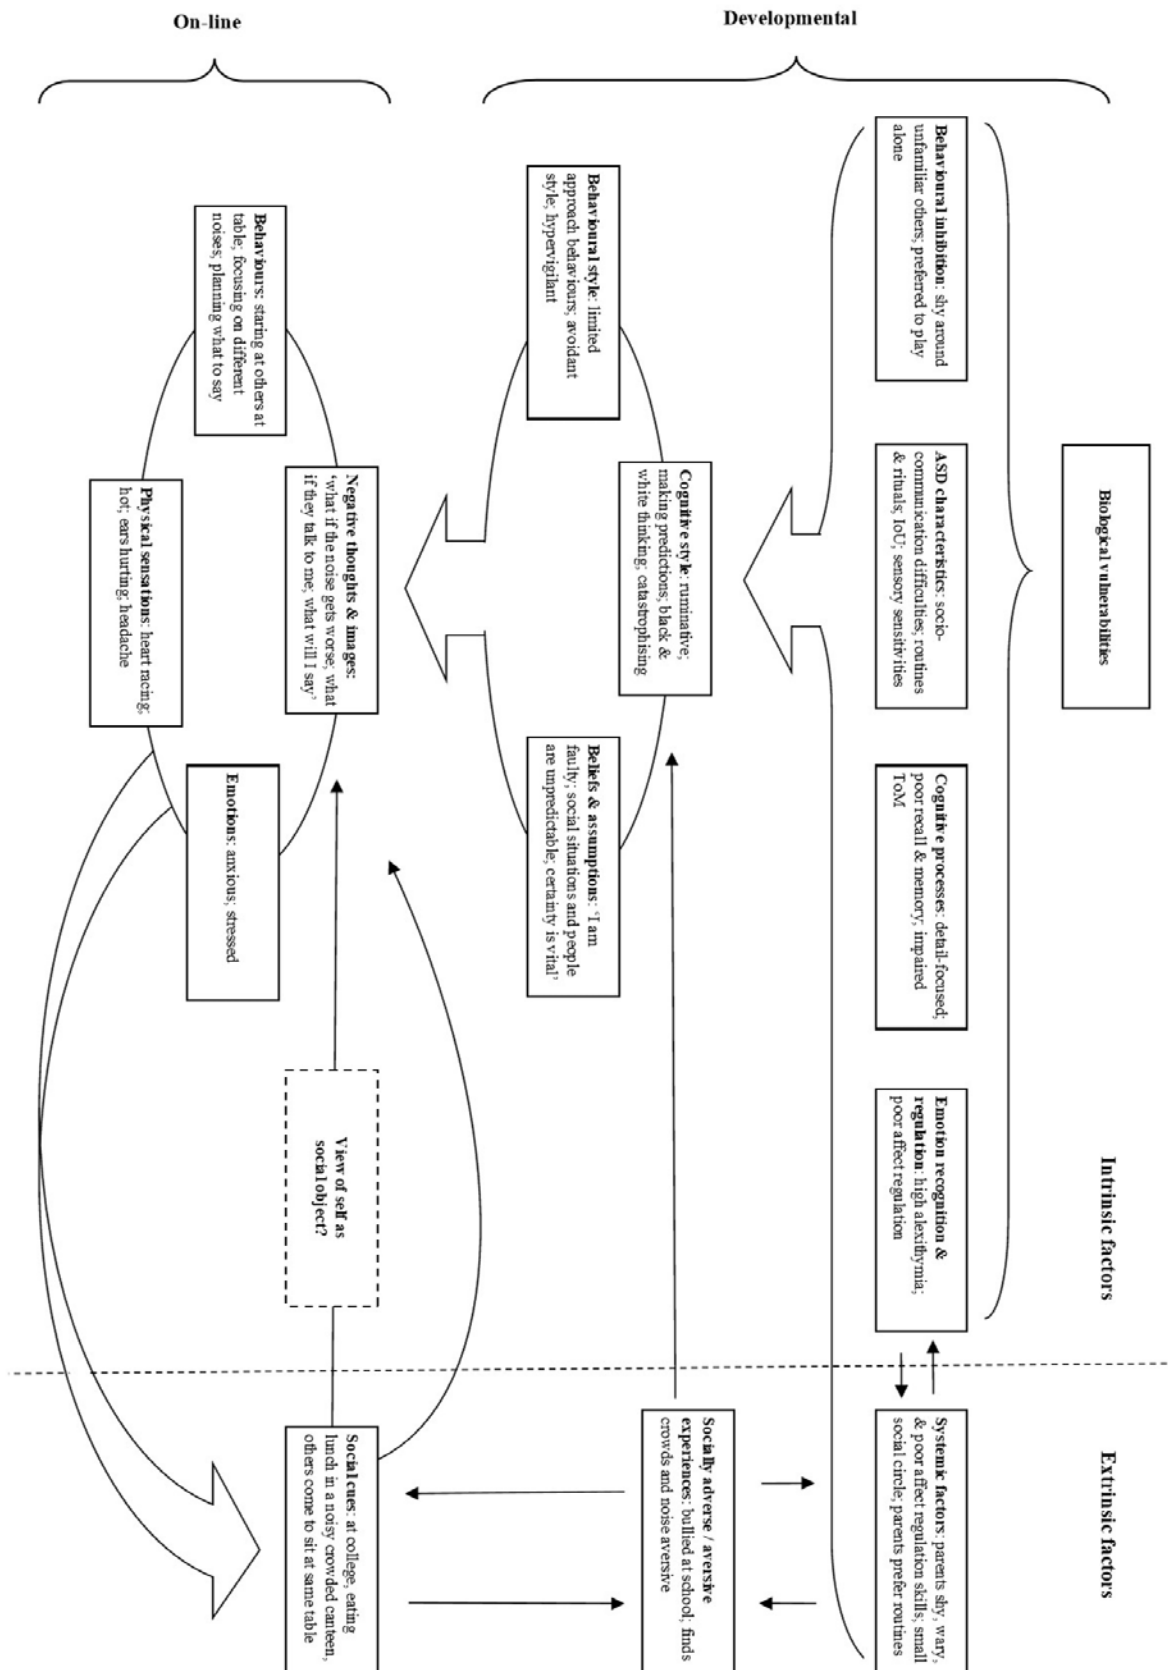 On-line
Developmental
Biological vulnerabilities
Intrinsic factors
Extrinsic factors
Behavioural inhibition: shy around
unfamiliar others; preferred to play
alone
ASD characteristics: socio-
communication difficulties; routines
& rituals; IoU; sensory sensitivities
Cognitive processes: detail-focused;
poor recall & memory; impaired
ToM
Emotion recognition &
regulation: high alexithymia;
poor affect regulation
Systemic factors: parents shy, wary,
& poor affect regulation skills; small
social circle; parents prefer routines
Cognitive style: ruminative;
making predictions; black &
white thinking; catastrophising
Behavioural style: limited
approach behaviours; avoidant
style; hypervigilant
Beliefs & assumptions: ‘I am
faulty; social situations and people
are unpredictable; certainty is vital’
Socially adverse / aversive
experiences: bullied at school; finds
crowds and noise aversive
Negative thoughts & images:
‘what if the noise gets worse; what
if they talk to me; what will I say’
Behaviours: staring at others at
table; focusing on different
noises; planning what to say
Emotions: anxious; stressed
Physical sensations: heart racing;
hot; ears hurting; headache
View of self as
social object?
Social cues: at college, eating
lunch in a noisy crowded canteen,
others come to sit at same table